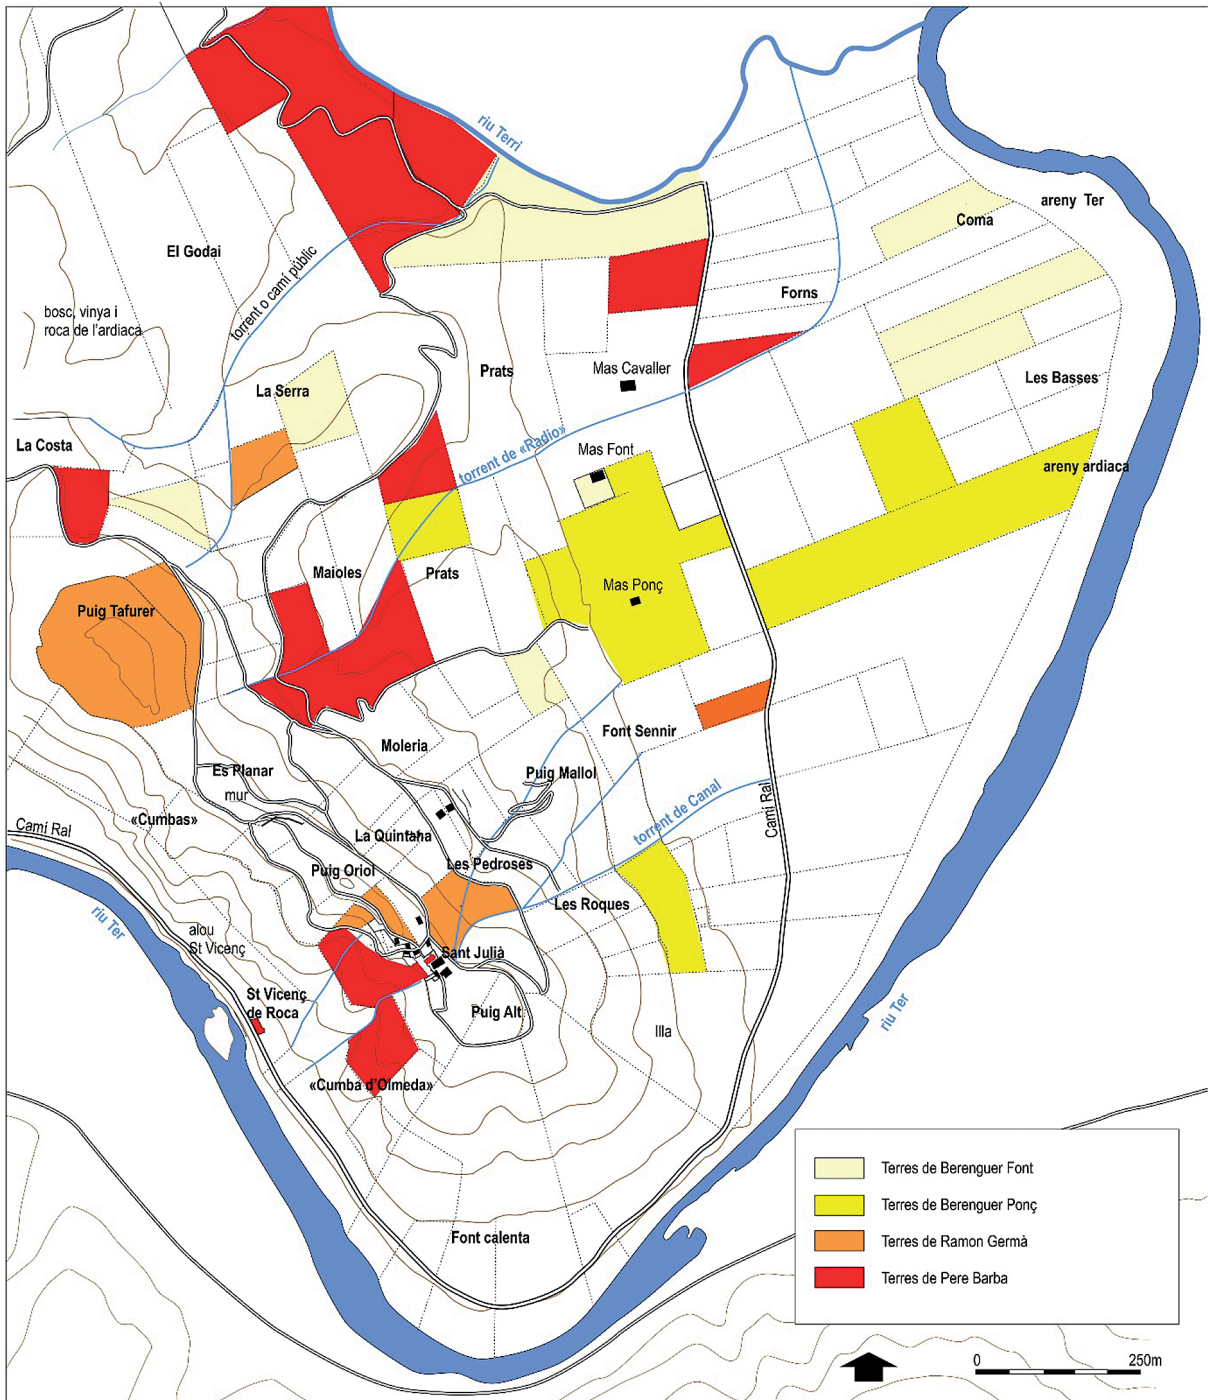 riu Terri
areny Ter
Coma
El Godai
torrent o camí públic
Forns
bosc, vinya i
roca de l'ardiaca
Prats
Mas Cavaller
La Serra
Les Basses
La Costa
torrent de «Radio»
Mas Font
areny ardiaca
Maioles
Prats
Mas Ponç
Puig Tafurer
Font Sennir
Moleria
Es Planar
mur
Puig Mallol
«Cumbas»
Camí Ral
torrent de Canal
Camí Ral
La Quintana
Les Pedroses
Puig Oriol
Les Roques
riu Ter
alou
St Vicenç
Sant Julià
St Vicenç
de Roca
Puig Alt
Illa
riu Ter
«Cumba d'Olmeda»
Font calenta
Terres de Berenguer Font
Terres de Berenguer Ponç
Terres de Ramon Germà
Terres de Pere Barba
0 250m